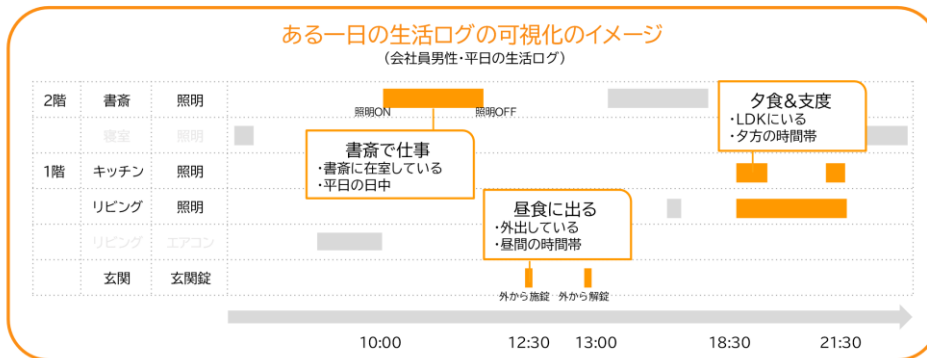 ある一日の生活ログの可視化のイメージ
（会社員男性・平日の生活ログ）
2階 書斎 照明
照明ON 照明OFF
夕食&支度
・LDKにいる
・夕方の時間帯
寝室 照明
書斎で仕事
・書斎に在室している
・平日の日中
1階 キッチン 照明
リビング 照明
昼食に出る
・外出している
・昼間の時間帯
リビング エアコン
玄関 玄関錠
外から施錠 外から解錠
10:00 12:30 13:00 18:30 21:30